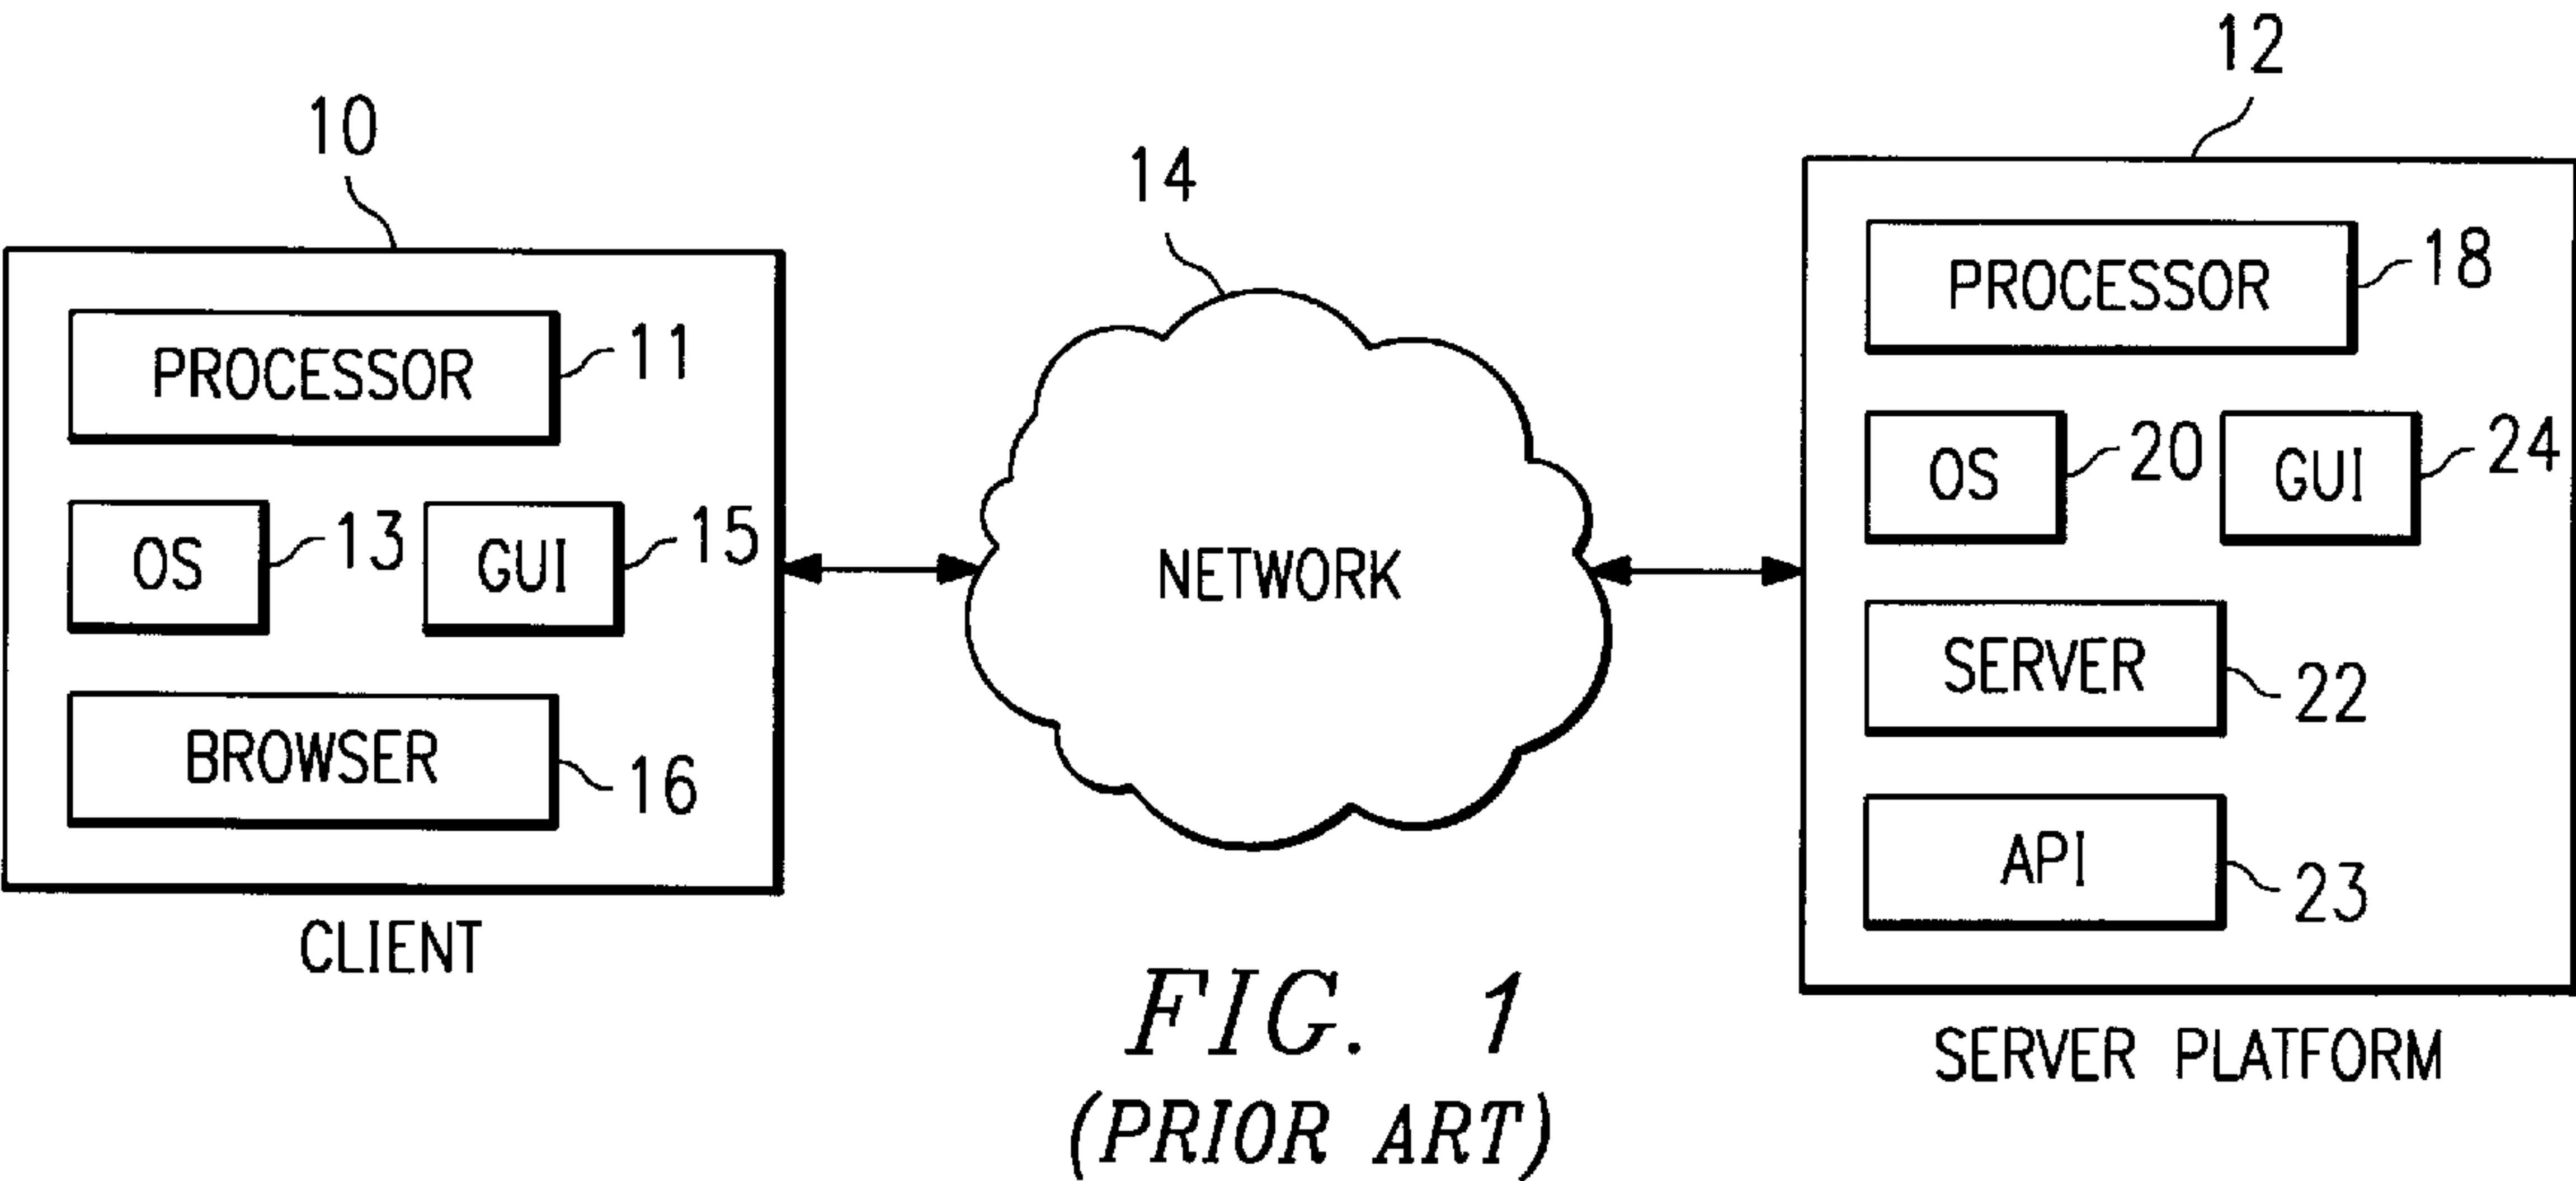 10
PROCESSOR 11
OS 13 GUI 15
BROWSER 16
CLIENT
14
NETWORK
12
PROCESSOR 18
OS 20 GUI 24
SERVER 22
API 23
SERVER PLATFORM
FIG. 1
(PRIOR ART)